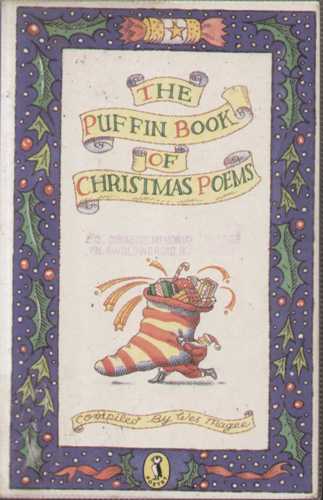 THE
PUFFIN BOOK
OF
CHRISTMAS POEMS
Compiled By Wes Magee